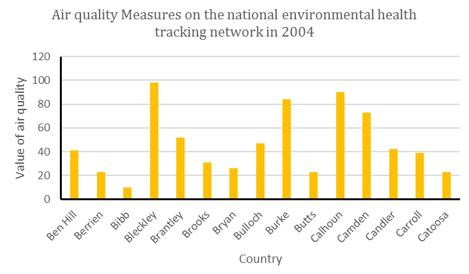 Air quality Measures on the national environmental health
tracking network in 2004
Value of air quality
120
100
80
60
40
20
0
Ben Hill
Berrien
Bibb
Bleckley
Brantley
Brooks
Bryan
Bulloch
Burke
Butts
Calhoun
Camden
Candler
Carroll
Catoosa
Country